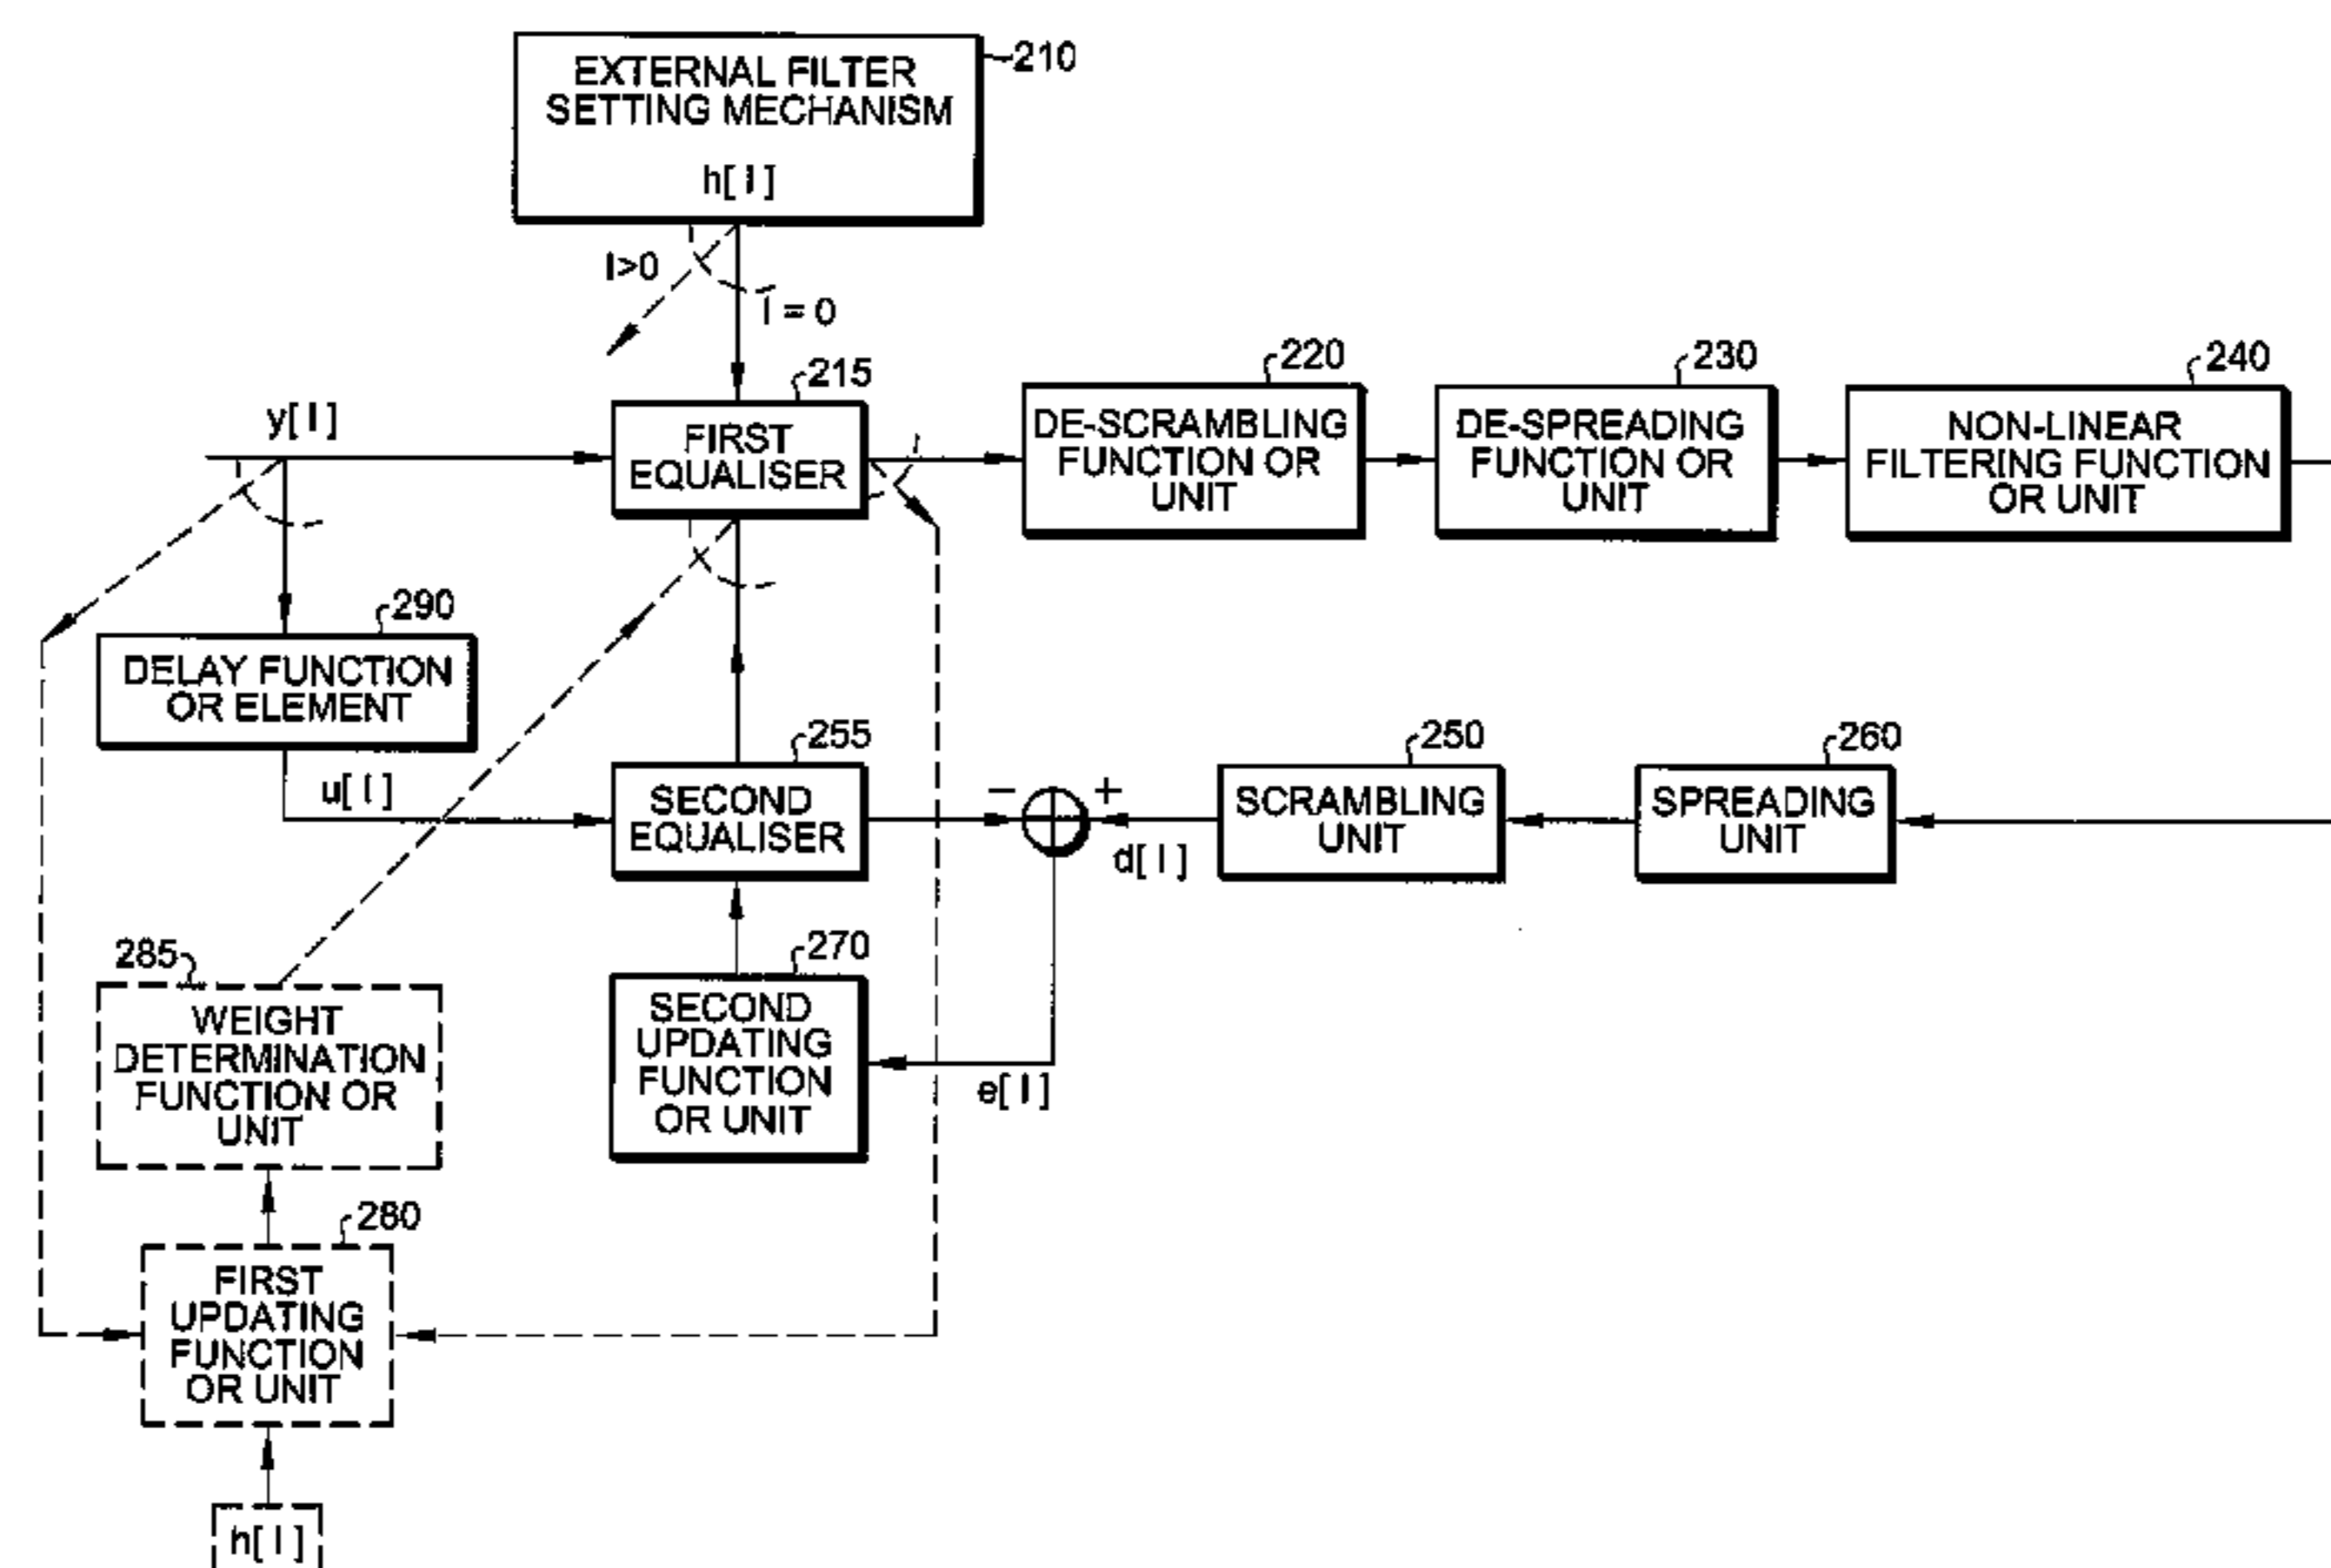 EXTERNAL FILTER
SETTING MECHANISM
h[ l ]
210
l>0
l = 0
y[ l ]
215
FIRST
EQUALISER
220
DE-SCRAMBLING
FUNCTION OR
UNIT
230
DE-SPREADING
FUNCTION OR
UNIT
240
NON-LINEAR
FILTERING FUNCTION
OR UNIT
290
DELAY FUNCTION
OR ELEMENT
u[ l ]
255
SECOND
EQUALISER
−
+
d[ l ]
250
SCRAMBLING
UNIT
260
SPREADING
UNIT
270
SECOND
UPDATING
FUNCTION
OR UNIT
e[ l ]
285
WEIGHT
DETERMINATION
FUNCTION OR
UNIT
280
FIRST
UPDATING
FUNCTION
OR UNIT
h[ l ]